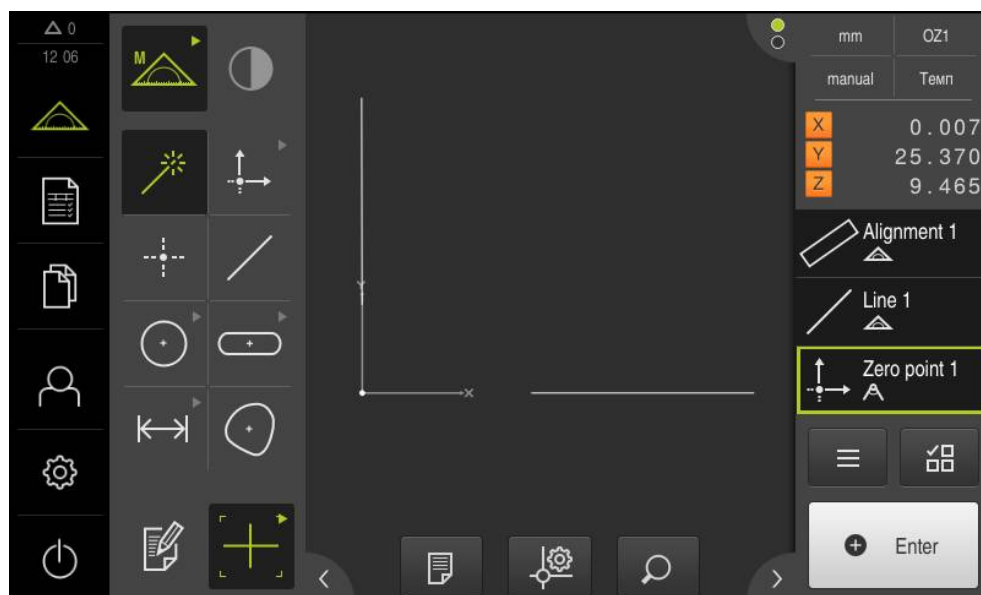 0
12 06
M
mm OZ1
manual Темп
X 0.007
Y 25.370
Z 9.465
Alignment 1
Line 1
Zero point 1
Y
X
Enter